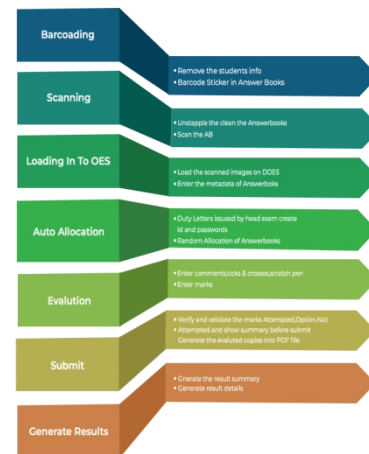 Barcoading
• Remove the students info
• Barcode Sticker in Answer Books
Scanning
• Unstapple the clean the Answerbooks
• Scan the AB
Loading In To OES
• Load the scanned images on DOES
• Enter the metadata of Answerboks
Auto Allocation
• Duty Letters issuesd by head exam create
id and passwords
• Random Allocation of Answerbooks
Evalution
• Enter comments,ticks & crosses,scratch pen
• Enter marks
Submit
• Verify and validate the marks Attempted,Option,Not
• Attempted and show summary before submit
Generate the evaluted copies into PDF file
Generate Results
• Gnerate the result summary
• Generate result details